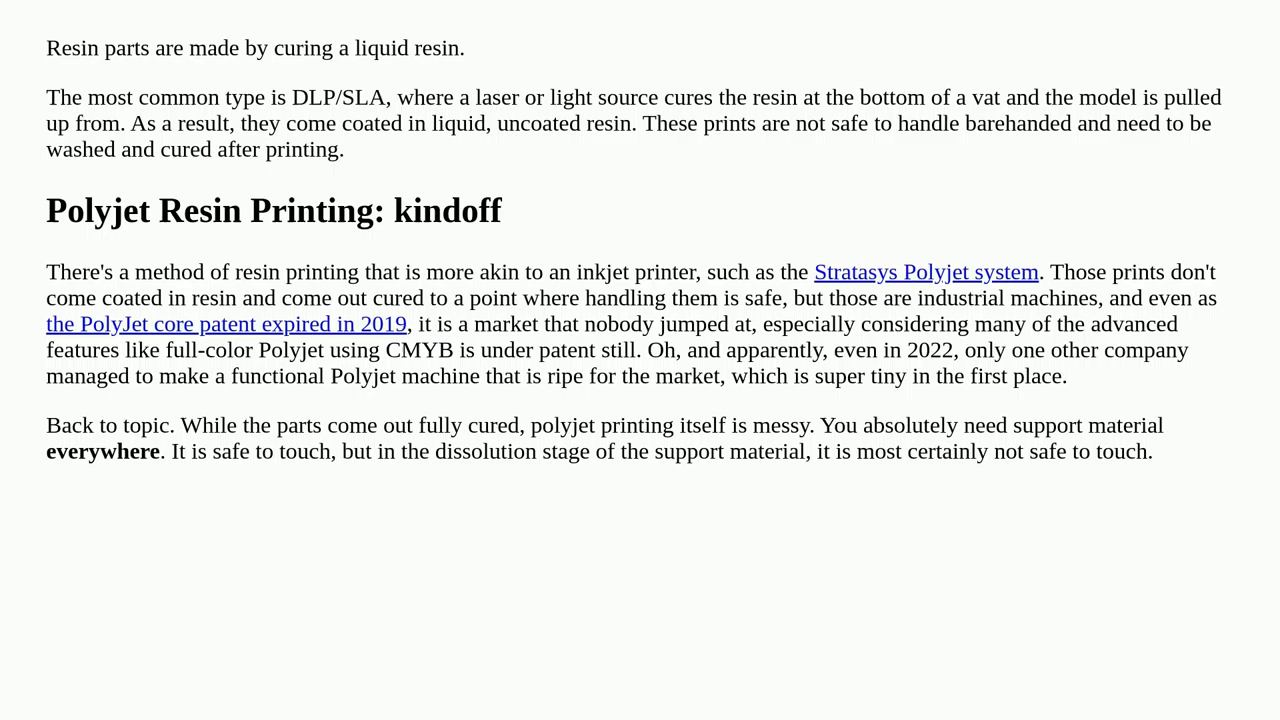 Resin parts are made by curing a liquid resin.
The most common type is DLP/SLA, where a laser or light source cures the resin at the bottom of a vat and the model is pulled
up from. As a result, they come coated in liquid, uncoated resin. These prints are not safe to handle barehanded and need to be
washed and cured after printing.
Polyjet Resin Printing: kindoff
There's a method of resin printing that is more akin to an inkjet printer, such as the Stratasys Polyjet system. Those prints don't
come coated in resin and come out cured to a point where handling them is safe, but those are industrial machines, and even as
the PolyJet core patent expired in 2019, it is a market that nobody jumped at, especially considering many of the advanced
features like full-color Polyjet using CMYB is under patent still. Oh, and apparently, even in 2022, only one other company
managed to make a functional Polyjet machine that is ripe for the market, which is super tiny in the first place.
Back to topic. While the parts come out fully cured, polyjet printing itself is messy. You absolutely need support material
everywhere. It is safe to touch, but in the dissolution stage of the support material, it is most certainly not safe to touch.